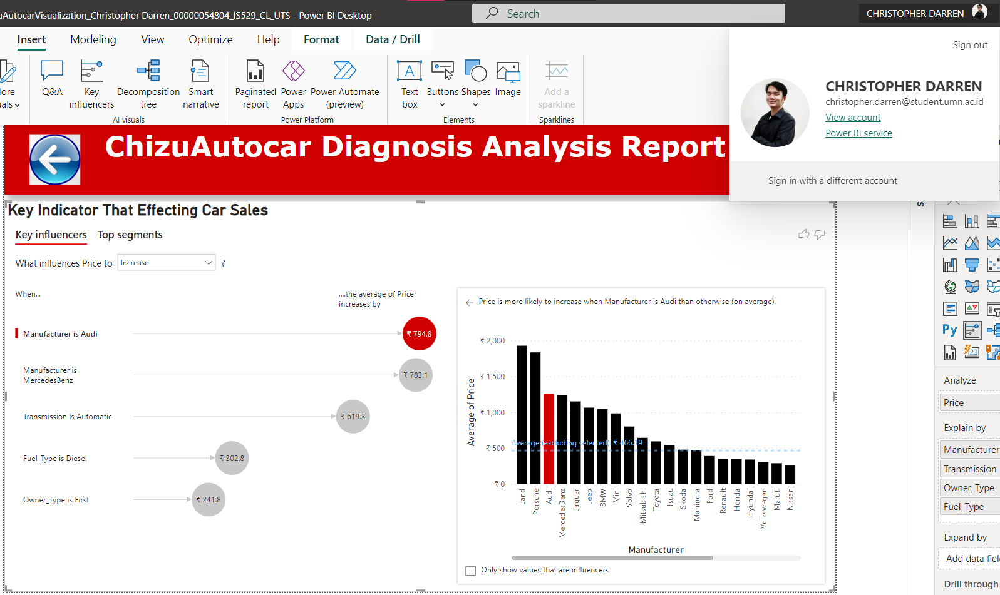 uAutocarVisualization_Christopher Darren_00000054804_IS529_CL_UTS - Power BI Desktop
Search
CHRISTOPHER DARREN
Insert
Modeling
View
Optimize
Help
Format
Data / Drill
Sign out
CHRISTOPHER DARREN
christopher.darren@student.umn.ac.id
View account
Power BI service
Sign in with a different account
Q&A
Key
influencers
Decomposition
tree
Smart
narrative
AI visuals
Paginated
report
Power
Apps
Power Automate
(preview)
Power Platform
Text
box
Buttons
Shapes
Image
Elements
Add a
sparkline
Sparklines
ChizuAutocar Diagnosis Analysis Report
Key Indicator That Effecting Car Sales
Key influencers
Top segments
What influences Price to
Increase
?
When...
....the average of Price
increases by
Manufacturer is Audi
₹ 794.8
Manufacturer is
MercedesBenz
₹ 783.1
Transmission is Automatic
₹ 619.3
Fuel_Type is Diesel
₹ 302.8
Owner_Type is First
₹ 241.8
Price is more likely to increase when Manufacturer is Audi than otherwise (on average).
₹ 2,000
₹ 1,500
₹ 1,000
₹ 500
₹ 0
Average of Price
Average (excluding selected): ₹ 466.19
Land
Porsche
Audi
MercedesBenz
Jaguar
Jeep
BMW
Mini
Volvo
Mitsubishi
Toyota
Isuzu
Skoda
Mahindra
Ford
Renault
Honda
Hyundai
Volkswagen
Maruti
Nissan
Manufacturer
Only show values that are influencers
Py
123
Analyze
Price
Explain by
Manufacturer
Transmission
Owner_Type
Fuel_Type
Expand by
Add data fiel
Drill through